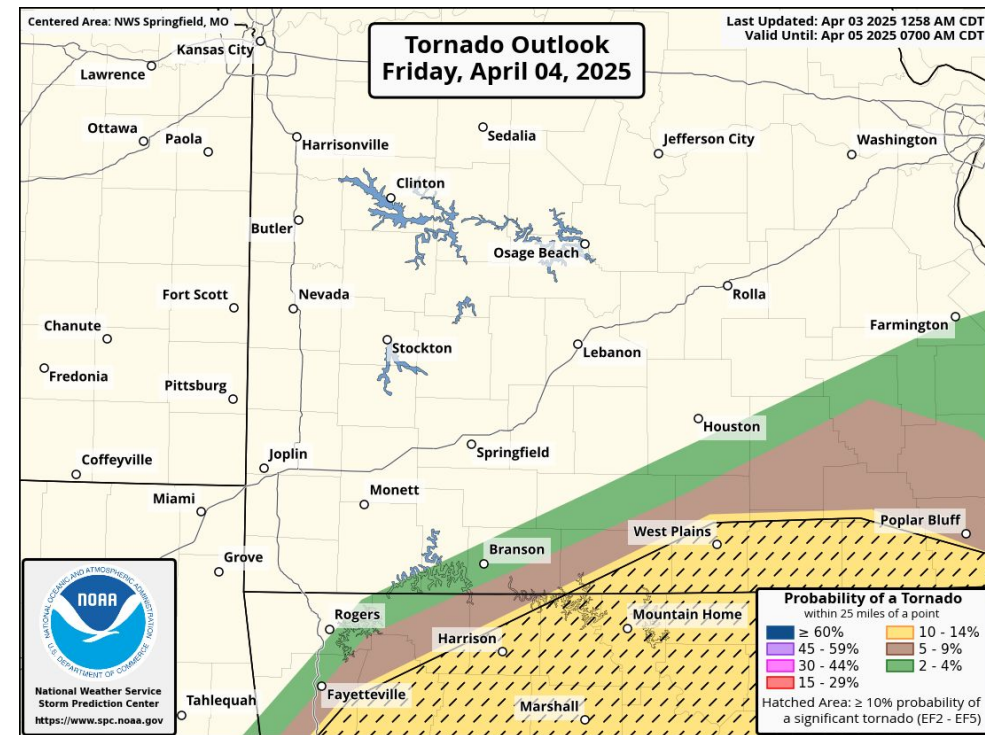 Centered Area: NWS Springfield, MO
Last Updated: Apr 03 2025 1258 AM CDT
Valid Until: Apr 05 2025 0700 AM CDT
Tornado Outlook
Friday, April 04, 2025
Kansas City
Lawrence
Ottawa
Paola
Harrisonville
Sedalia
Jefferson City
Washington
Clinton
Butler
Osage Beach
Fort Scott
Nevada
Rolla
Chanute
Farmington
Stockton
Lebanon
Fredonia
Pittsburg
Houston
Coffeyville
Joplin
Springfield
Miami
Monett
West Plains
Poplar Bluff
Grove
Branson
Rogers
Mountain Home
Harrison
Tahlequah
Fayetteville
Marshall
NATIONAL OCEANIC AND ATMOSPHERIC ADMINISTRATION
NOAA
U.S. DEPARTMENT OF COMMERCE
National Weather Service
Storm Prediction Center
https://www.spc.noaa.gov
Probability of a Tornado
within 25 miles of a point
≥ 60%
45 - 59%
30 - 44%
15 - 29%
10 - 14%
5 - 9%
2 - 4%
Hatched Area: ≥ 10% probability of
a significant tornado (EF2 - EF5)